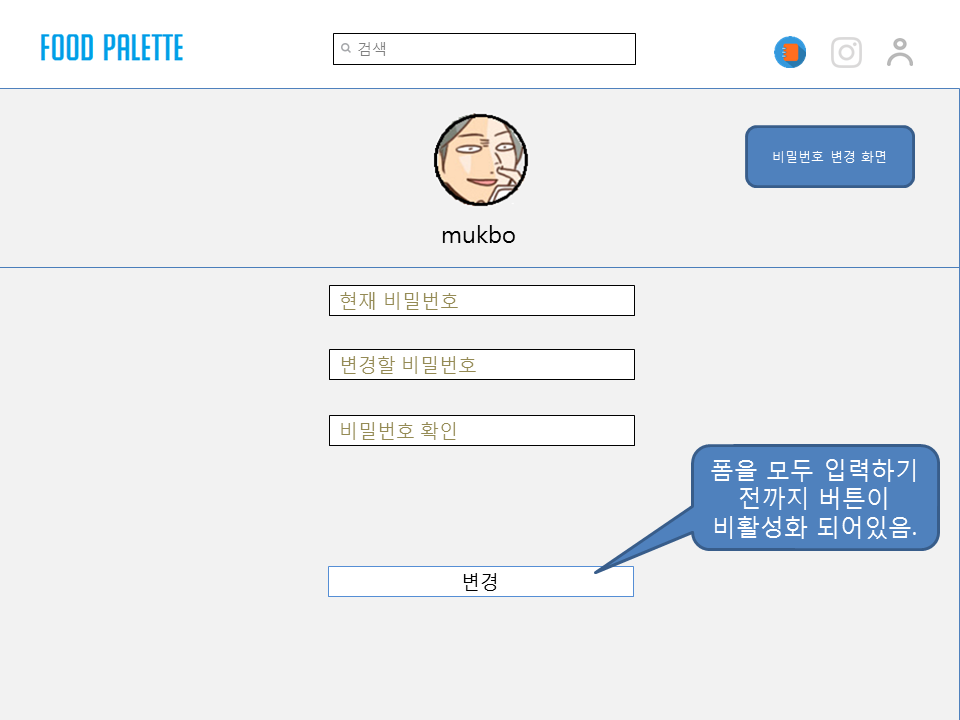 FOOD PALETTE
검색
비밀번호 변경 화면
mukbo
현재 비밀번호
변경할 비밀번호
비밀번호 확인
폼을 모두 입력하기
전까지 버튼이
비활성화 되어있음.
변경